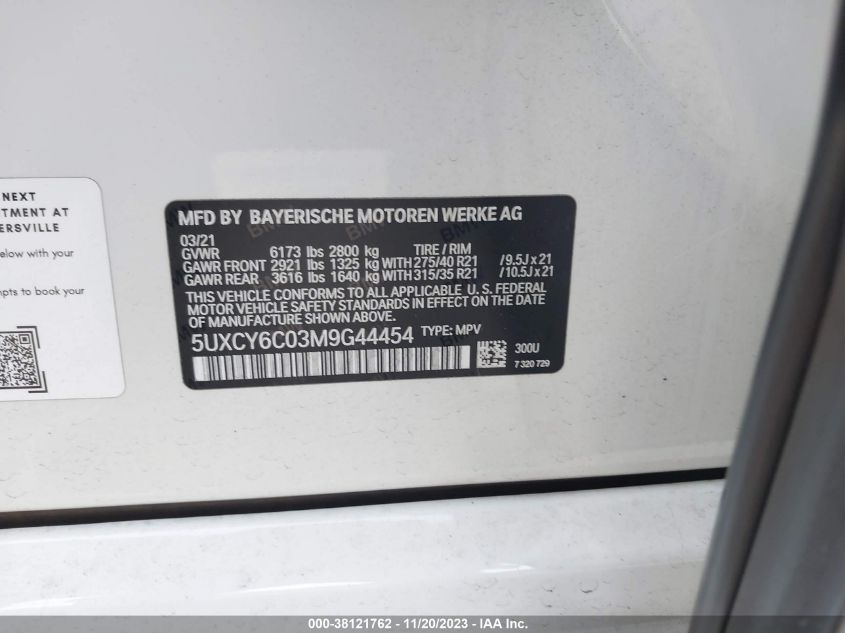 NEXT
TMENT AT
ERSVILLE
elow with your
mpts to book your
MFD BY BAYERISCHE MOTOREN WERKE AG
03/21
GVWR 6173 lbs 2800 kg TIRE / RIM
GAWR FRONT 2921 lbs 1325 kg WITH 275/40 R21 / 9.5J x 21
GAWR REAR 3616 lbs 1640 kg WITH 315/35 R21 / 10.5J x 21
THIS VEHICLE CONFORMS TO ALL APPLICABLE U. S. FEDERAL
MOTOR VEHICLE SAFETY STANDARDS IN EFFECT ON THE DATE
OF MANUFACTURE SHOWN ABOVE.
5UXCY6C03M9G44454 TYPE: MPV
300U
7 320 729
000-38121762 - 11/20/2023 - IAA Inc.